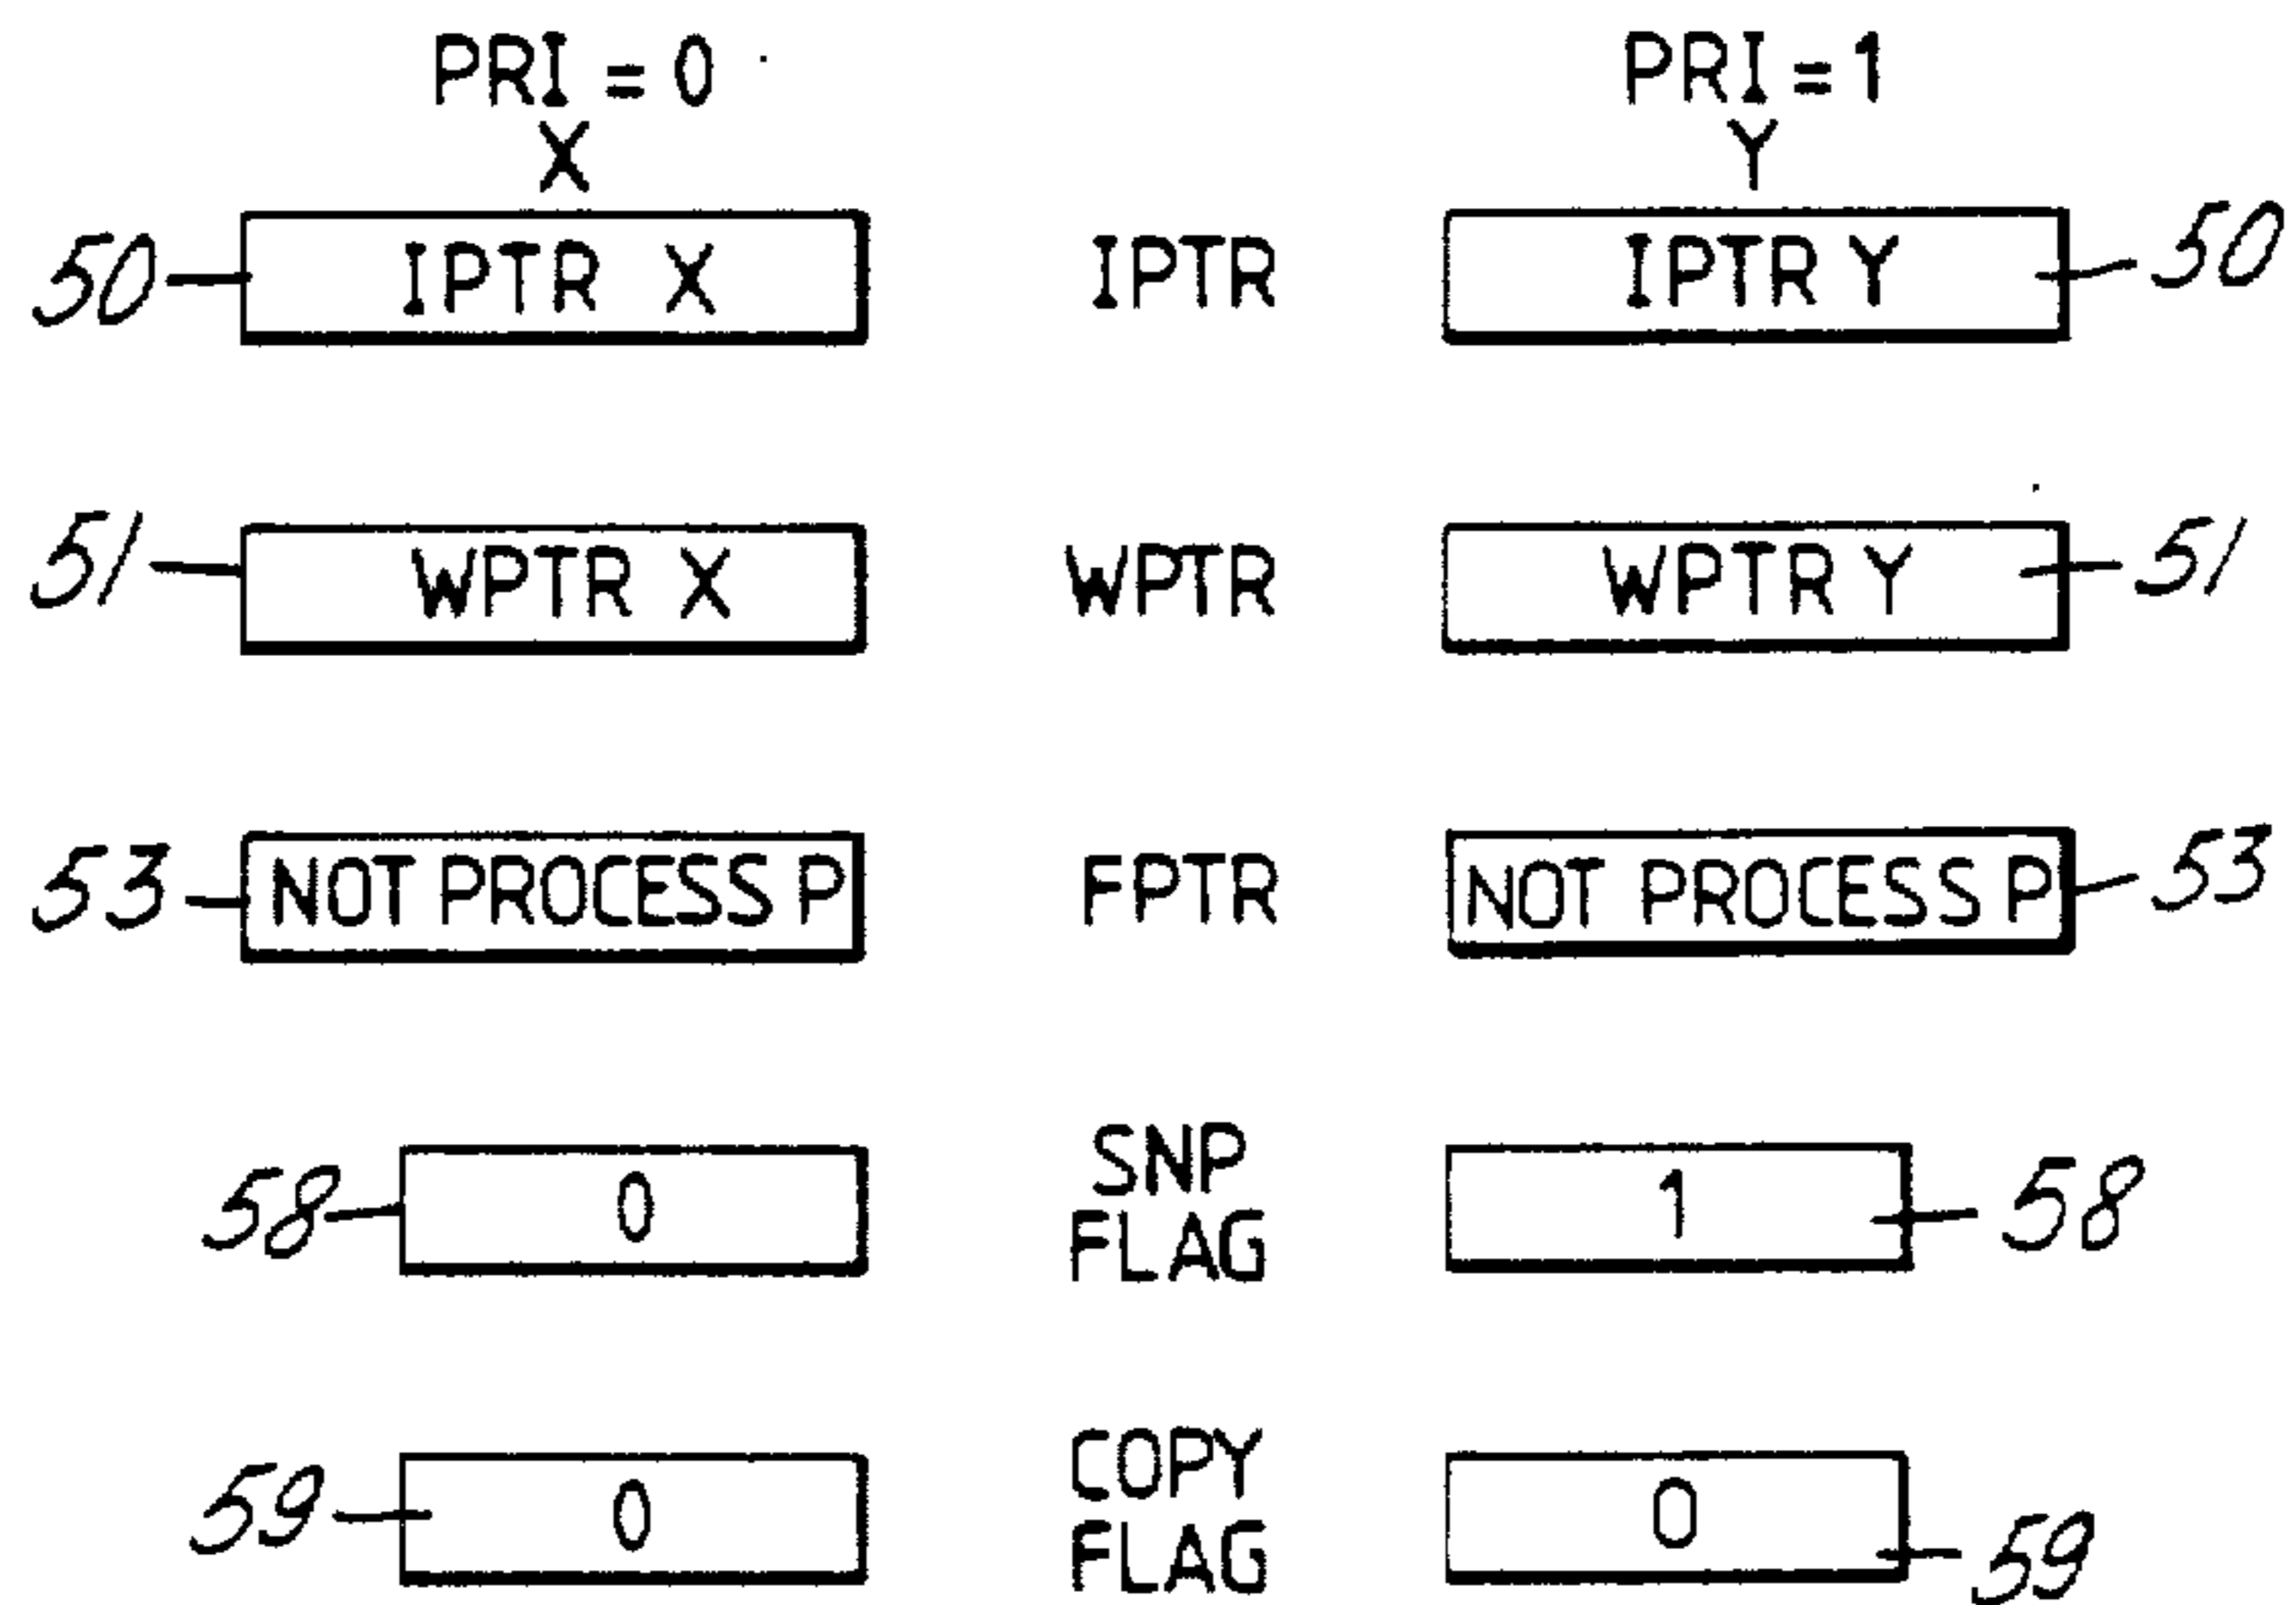 PRI = 0
PRI = 1
X
Y
50 IPTR X IPTR IPTR Y 50
51 WPTR X WPTR WPTR Y 51
53 NOT PROCESS P FPTR NOT PROCESS P 53
SNP
58 0 FLAG 1 58
COPY
59 0 FLAG 0 59